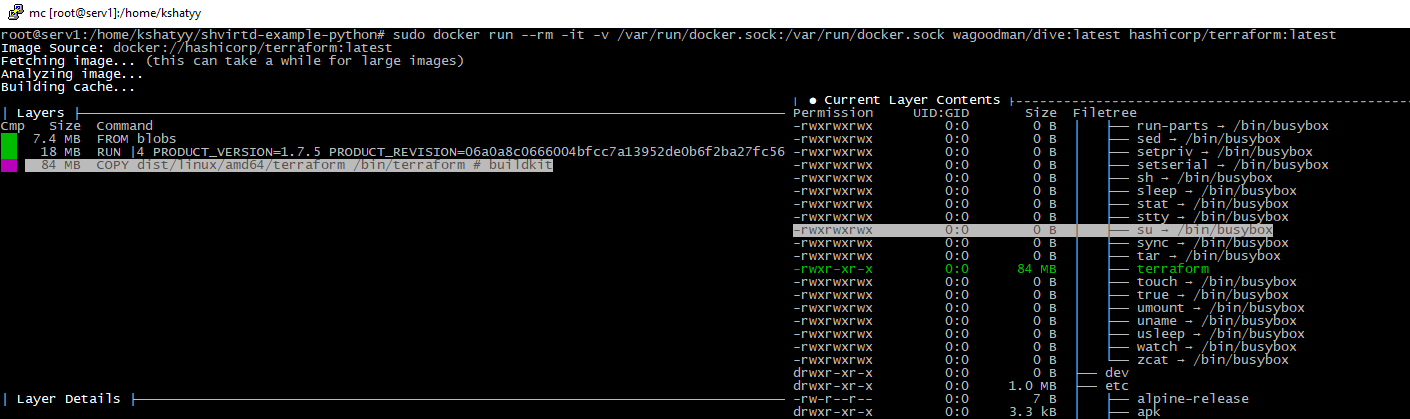 mc [root@serv1]:/home/kshatyy
root@serv1:/home/kshatyy/shvirtd-example-python# sudo docker run --rm -it -v /var/run/docker.sock:/var/run/docker.sock wagoodman/dive:latest hashicorp/terraform:latest
Image Source: docker://hashicorp/terraform:latest
Fetching image... (this can take a while for large images)
Analyzing image...
Building cache...
| Layers |
Cmp Size Command
7.4 MB FROM blobs
18 MB RUN |4 PRODUCT_VERSION=1.7.5 PRODUCT_REVISION=06a0a8c0666004bfcc7a13952de0b6f2ba27fc56
84 MB COPY dist/linux/amd64/terraform /bin/terraform # buildkit
| Layer Details |
| ● Current Layer Contents |
Permission UID:GID Size Filetree
-rwxrwxrwx 0:0 0 B │ ├── run-parts → /bin/busybox
-rwxrwxrwx 0:0 0 B │ ├── sed → /bin/busybox
-rwxrwxrwx 0:0 0 B │ ├── setpriv → /bin/busybox
-rwxrwxrwx 0:0 0 B │ ├── setserial → /bin/busybox
-rwxrwxrwx 0:0 0 B │ ├── sh → /bin/busybox
-rwxrwxrwx 0:0 0 B │ ├── sleep → /bin/busybox
-rwxrwxrwx 0:0 0 B │ ├── stat → /bin/busybox
-rwxrwxrwx 0:0 0 B │ ├── stty → /bin/busybox
-rwxrwxrwx 0:0 0 B │ ├── su → /bin/busybox
-rwxrwxrwx 0:0 0 B │ ├── sync → /bin/busybox
-rwxrwxrwx 0:0 0 B │ ├── tar → /bin/busybox
-rwxr-xr-x 0:0 84 MB │ ├── terraform
-rwxrwxrwx 0:0 0 B │ ├── touch → /bin/busybox
-rwxrwxrwx 0:0 0 B │ ├── true → /bin/busybox
-rwxrwxrwx 0:0 0 B │ ├── umount → /bin/busybox
-rwxrwxrwx 0:0 0 B │ ├── uname → /bin/busybox
-rwxrwxrwx 0:0 0 B │ ├── usleep → /bin/busybox
-rwxrwxrwx 0:0 0 B │ ├── watch → /bin/busybox
-rwxrwxrwx 0:0 0 B │ └── zcat → /bin/busybox
drwxr-xr-x 0:0 0 B ├── dev
drwxr-xr-x 0:0 1.0 MB ├── etc
-rw-r--r-- 0:0 7 B │ ├── alpine-release
drwxr-xr-x 0:0 3.3 kB │ ├── apk